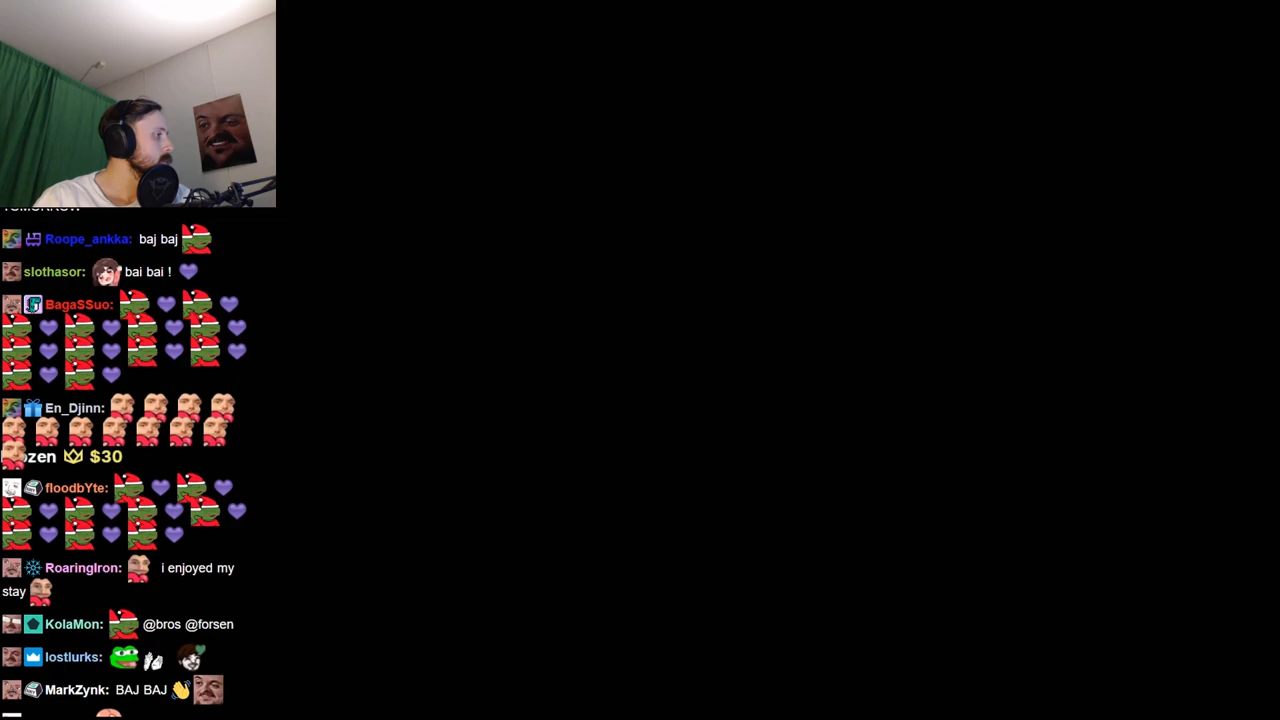 Roope_ankka: baj baj
slothasor: bai bai !
BagaSSuo:
En_Djinn:
zen $30
floodbYte:
RoaringIron: i enjoyed my
stay
KolaMon: @bros @forsen
lostlurks:
MarkZynk: BAJ BAJ